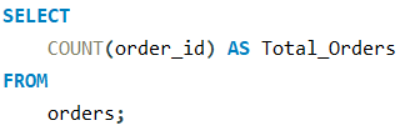 SELECT
    COUNT(order_id) AS Total_Orders
FROM
    orders;